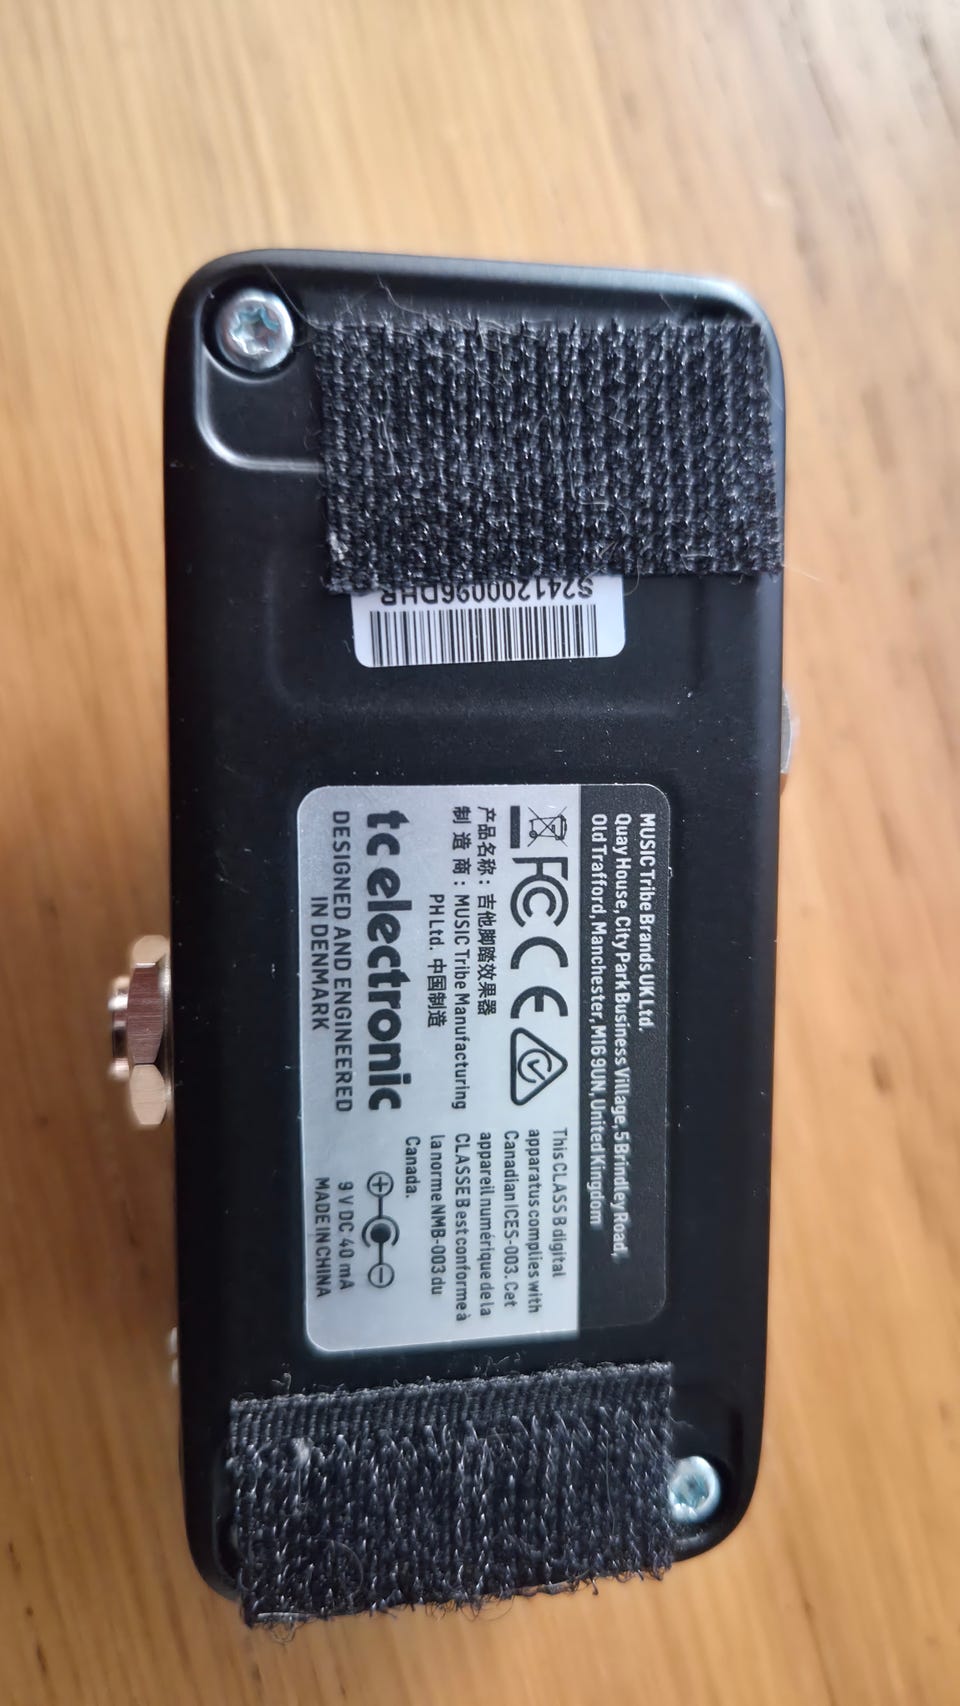 S241200096DHR
MUSIC Tribe Brands UK Ltd.
Quay House, City Park Business Village, 5 Brindley Road,
Old Trafford, Manchester, M16 9UN, United Kingdom
FC CE
产品名称：吉他脚踏效果器
制 造 商：MUSIC Tribe Manufacturing
PH Ltd. 中国制造
This CLASS B digital
apparatus complies with
Canadian ICES-003. Cet
appareil numérique de la
CLASSE B est conforme à
la norme NMB-003 du
Canada.
tc electronic
DESIGNED AND ENGINEERED
IN DENMARK
9 V DC 40 mA
MADE IN CHINA